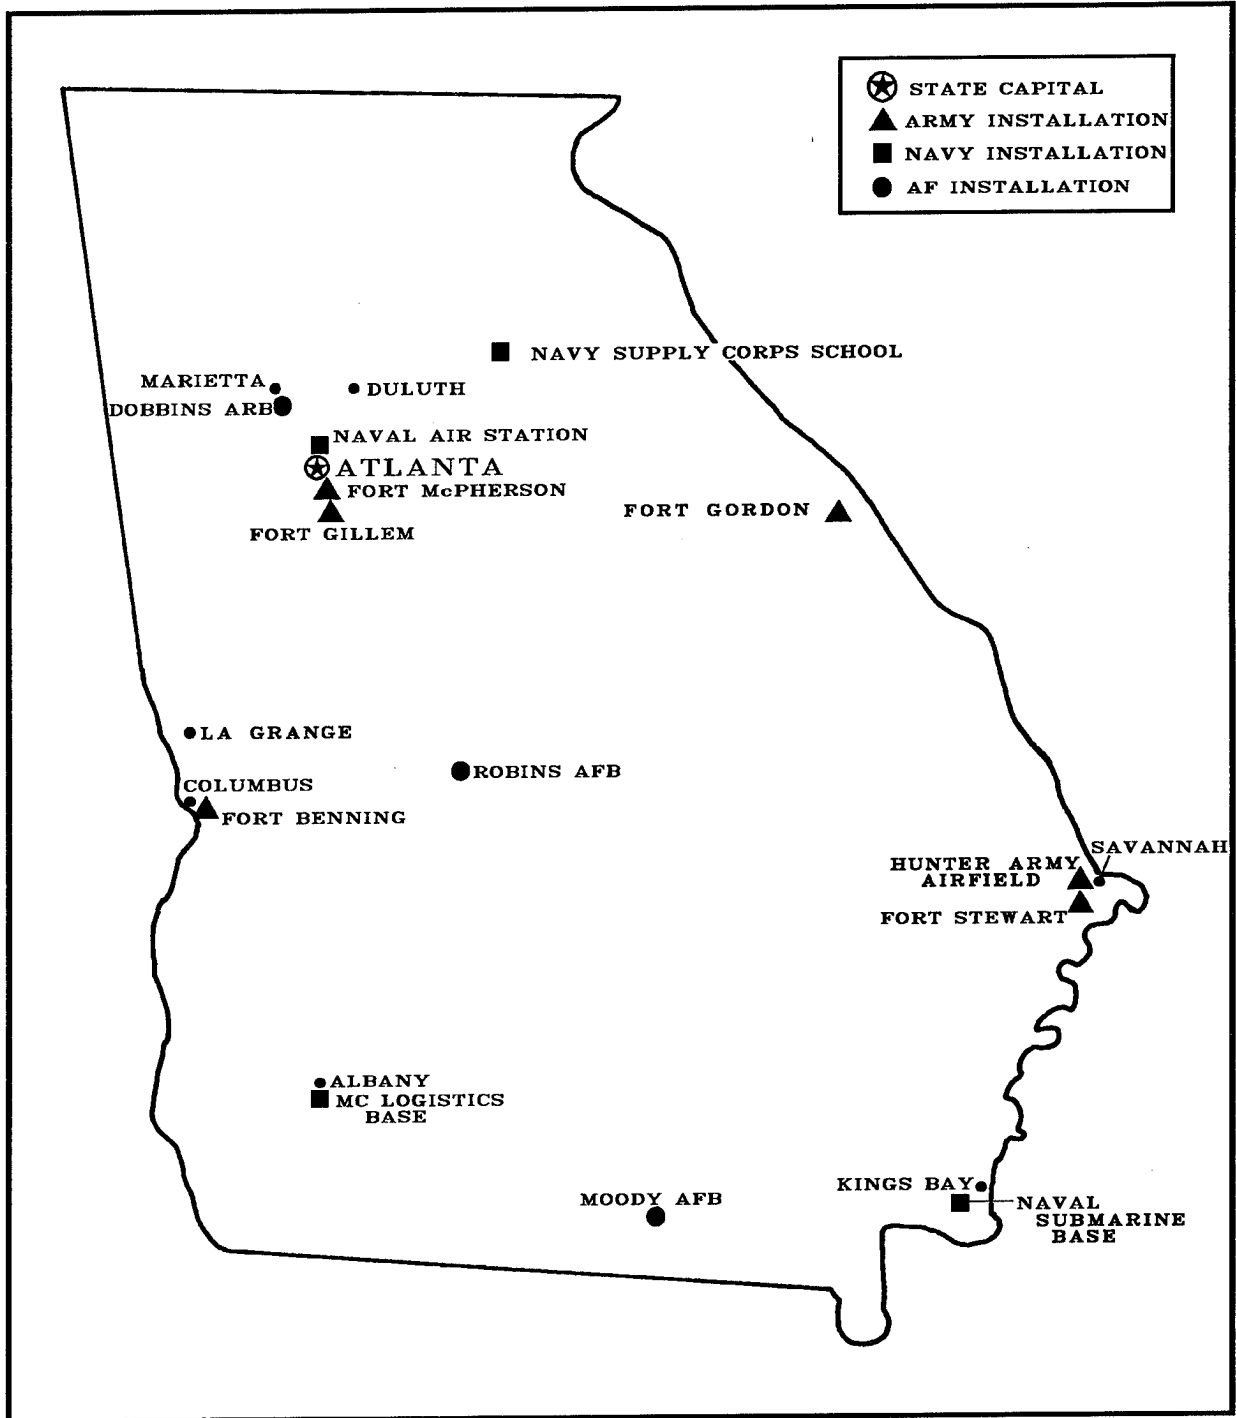 STATE CAPITAL
ARMY INSTALLATION
NAVY INSTALLATION
AF INSTALLATION
NAVY SUPPLY CORPS SCHOOL
MARIETTA
DULUTH
DOBBINS ARB
NAVAL AIR STATION
ATLANTA
FORT McPHERSON
FORT GORDON
FORT GILLEM
LA GRANGE
ROBINS AFB
COLUMBUS
FORT BENNING
SAVANNAH
HUNTER ARMY
AIRFIELD
FORT STEWART
ALBANY
MC LOGISTICS
BASE
KINGS BAY
MOODY AFB
NAVAL
SUBMARINE
BASE